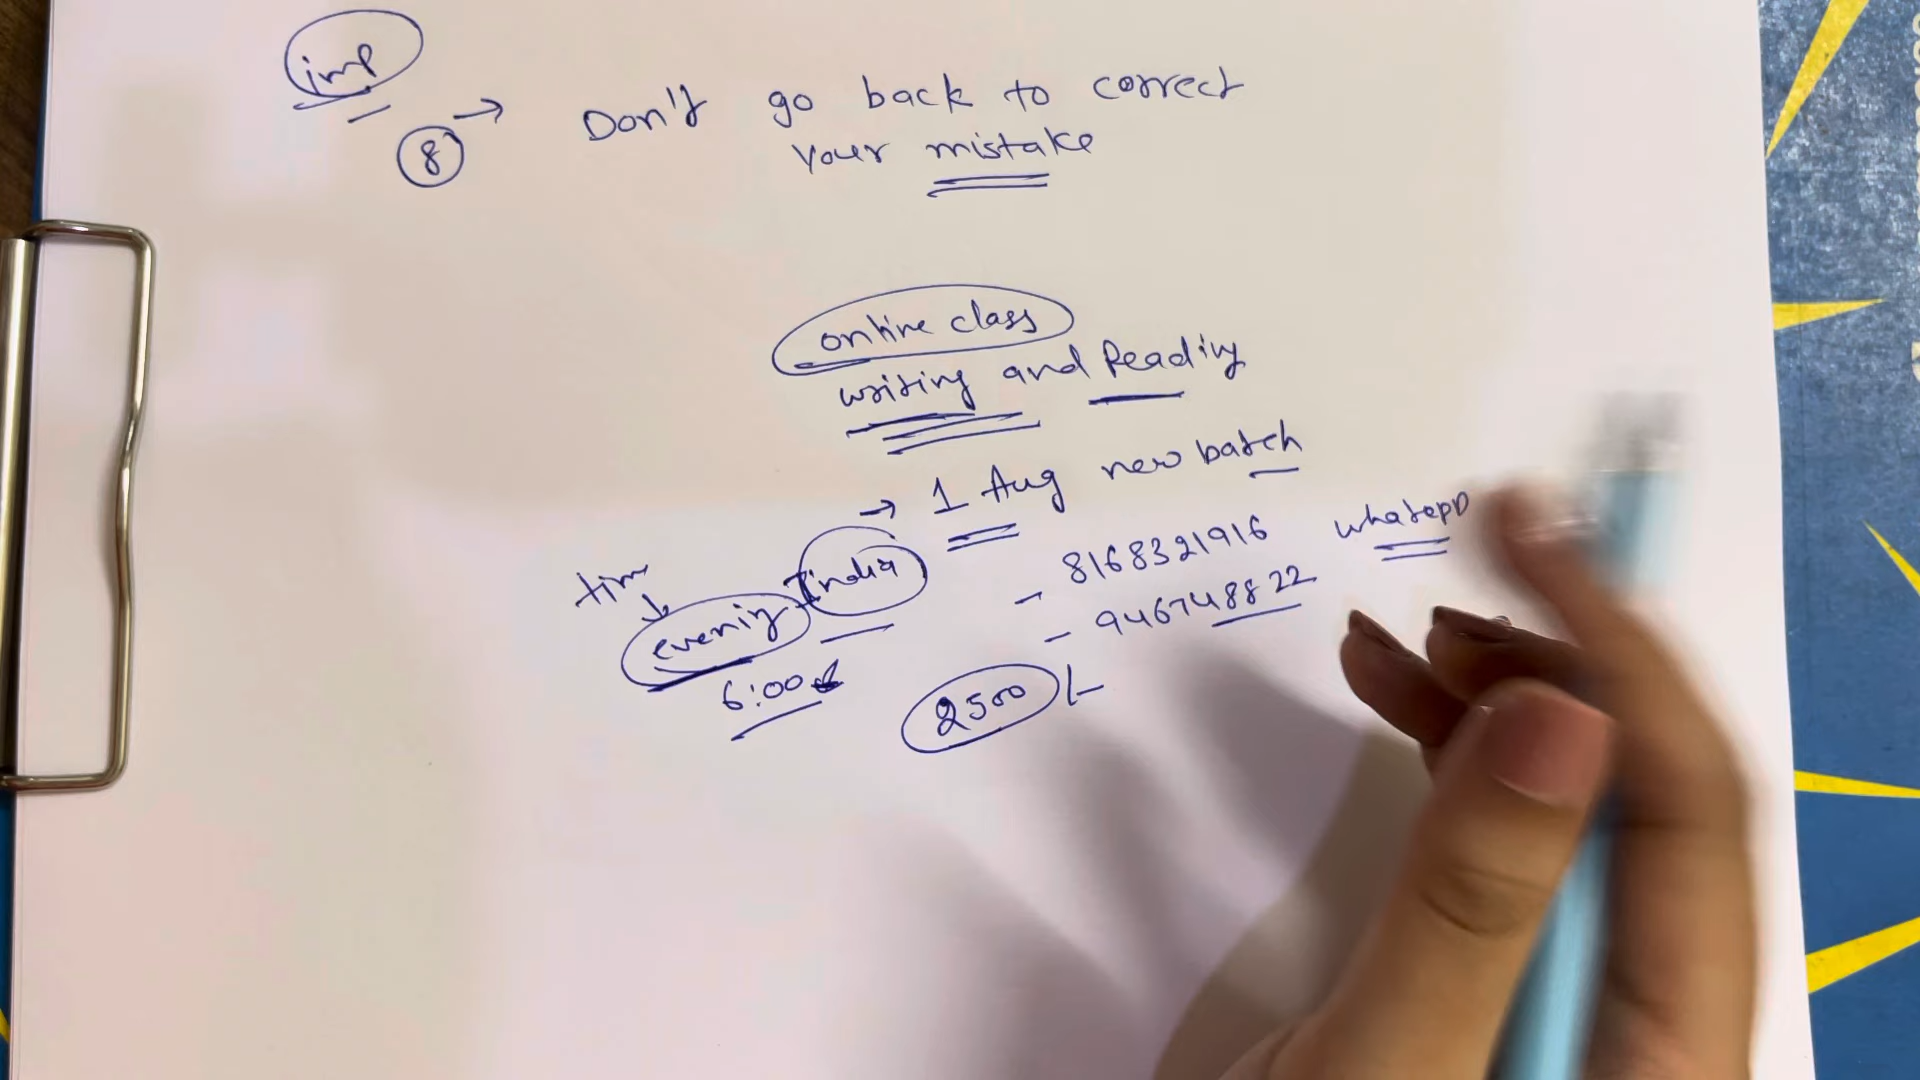 imp
8 → Don't go back to correct
your mistake
online class
writing and Reading
→ 1 Aug new batch
- 8168321916 whatsapp
- 946748822
time
↓
evening India
6:00
2500/-